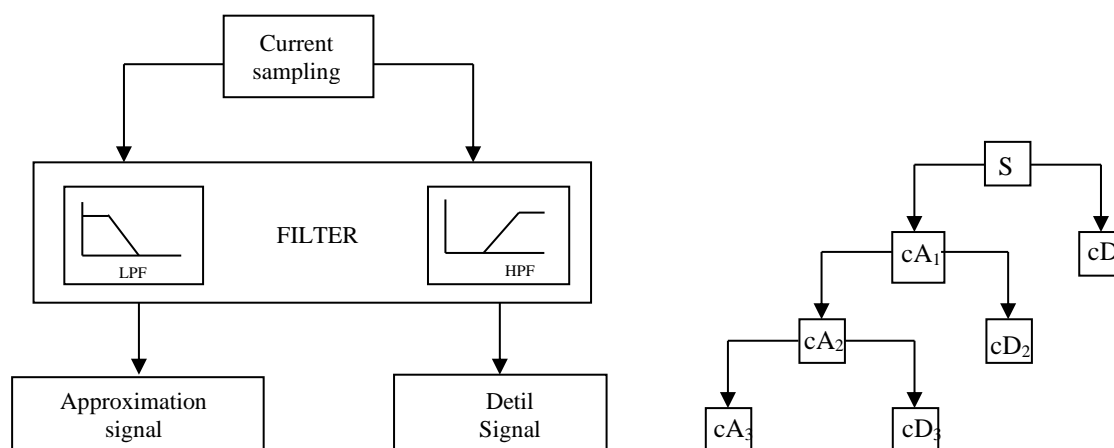 Current
sampling
FILTER
LPF
HPF
Approximation
signal
Detil
Signal
S
cA₁
cD
cA₂
cD₂
cA₃
cD₃